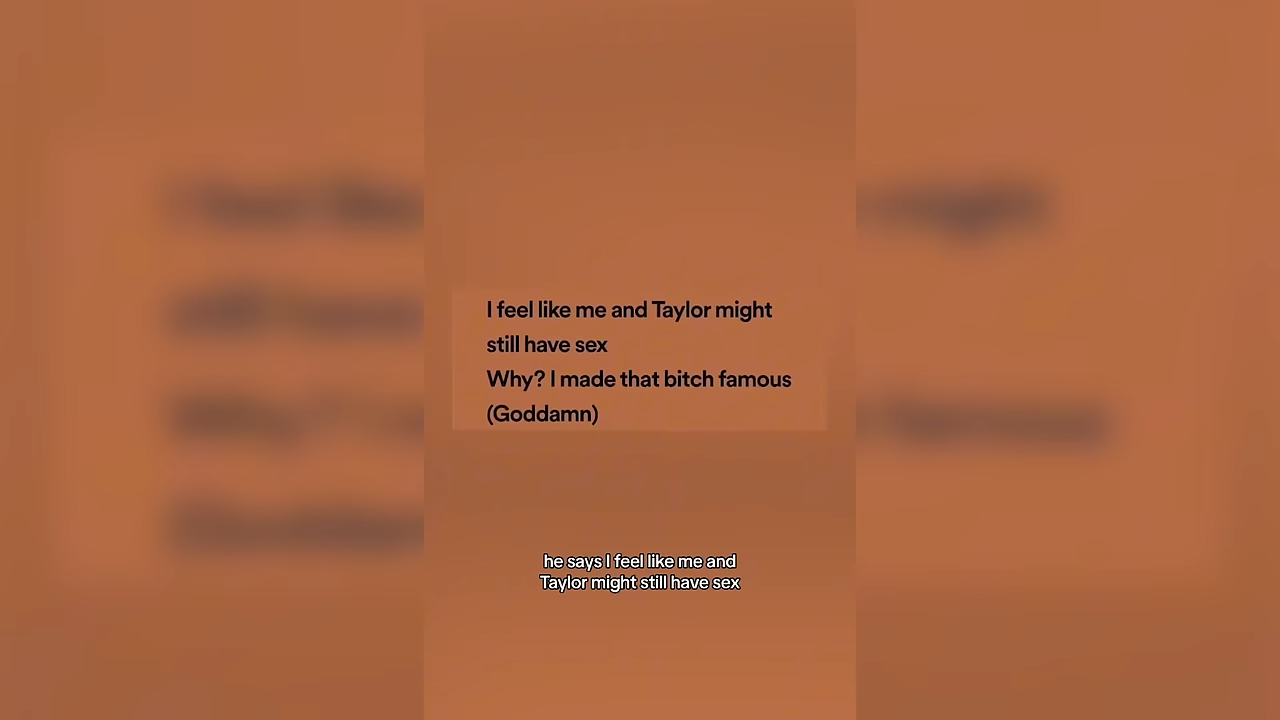 I feel like me and Taylor might
still have sex
Why? I made that bitch famous
(Goddamn)
he says I feel like me and
Taylor might still have sex